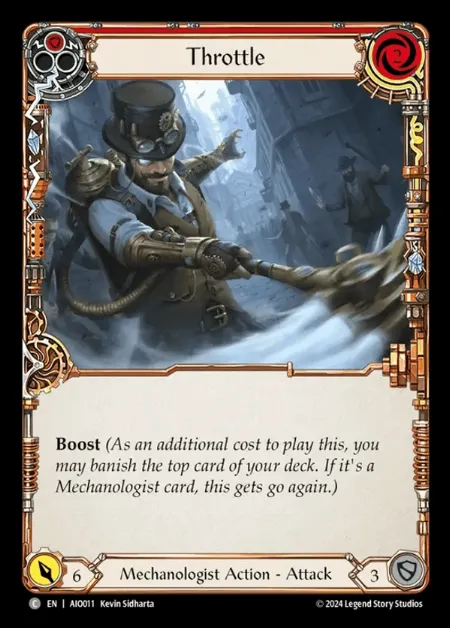 Throttle
Boost (As an additional cost to play this, you
may banish the top card of your deck. If it's a
Mechanologist card, this gets go again.)
6
Mechanologist Action - Attack
3
C EN | AIO011 Kevin Sidharta
© 2024 Legend Story Studios